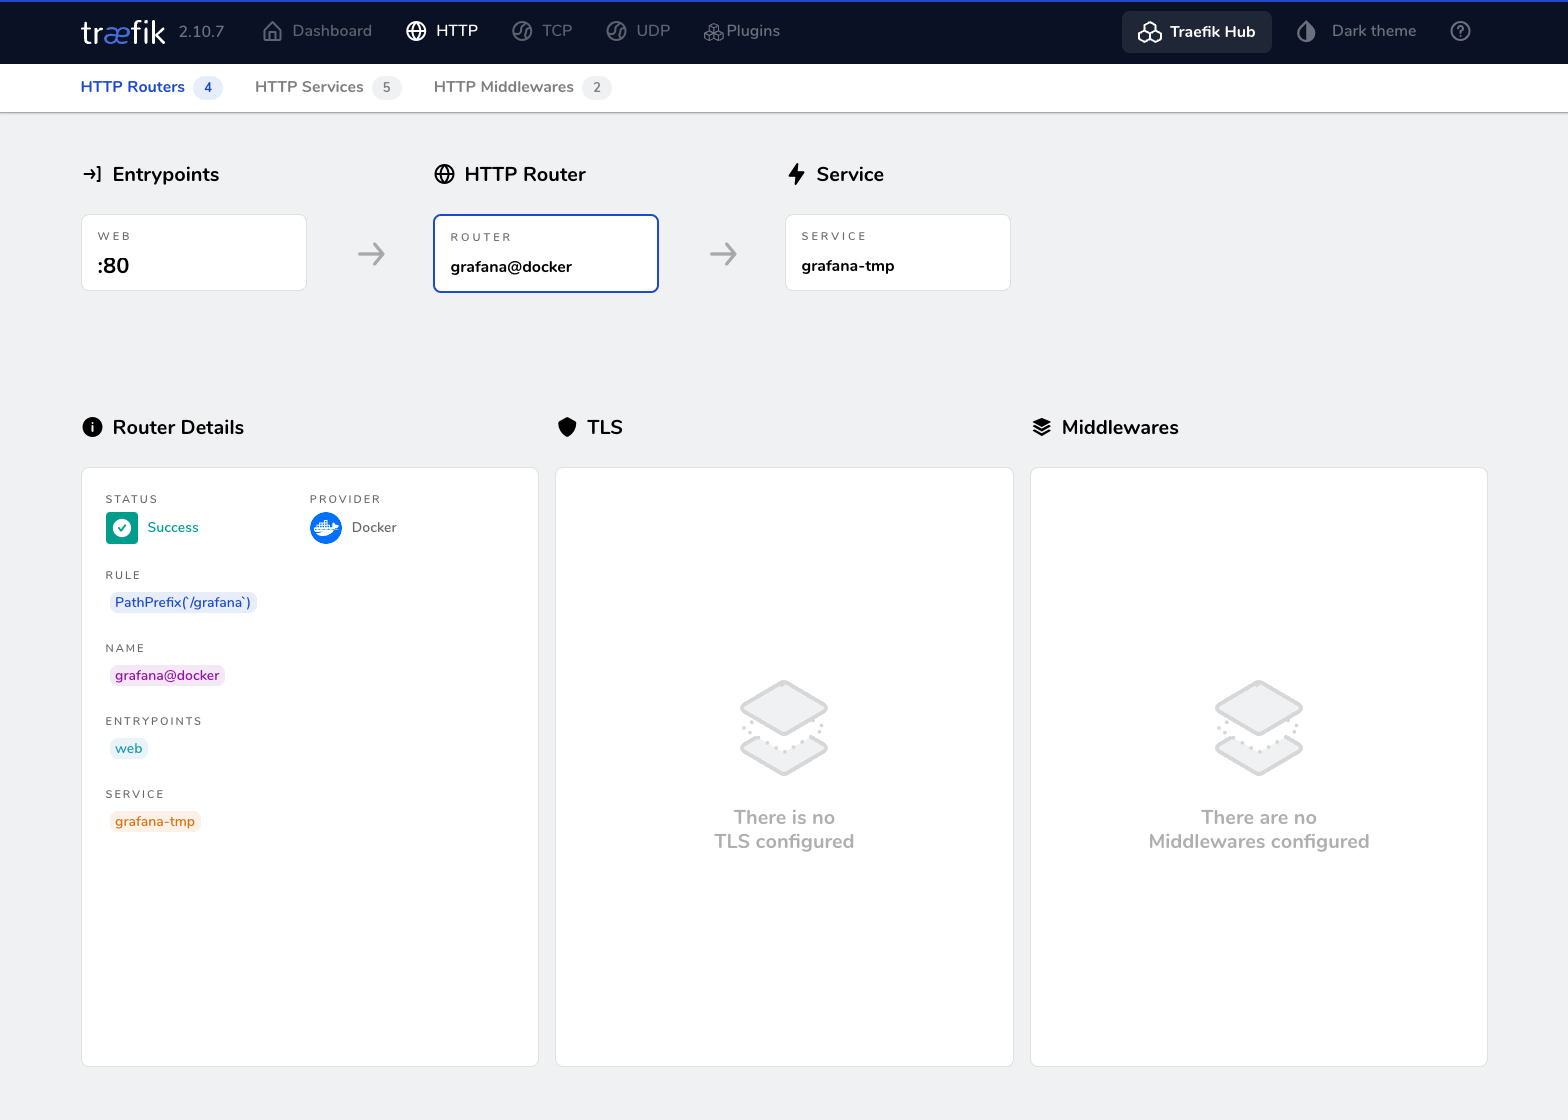 træfik 2.10.7 Dashboard HTTP TCP UDP Plugins Traefik Hub Dark theme
HTTP Routers 4 HTTP Services 5 HTTP Middlewares 2
Entrypoints
WEB
:80
HTTP Router
ROUTER
grafana@docker
Service
SERVICE
grafana-tmp
Router Details
STATUS
Success
PROVIDER
Docker
RULE
PathPrefix(`/grafana`)
NAME
grafana@docker
ENTRYPOINTS
web
SERVICE
grafana-tmp
TLS
There is no
TLS configured
Middlewares
There are no
Middlewares configured